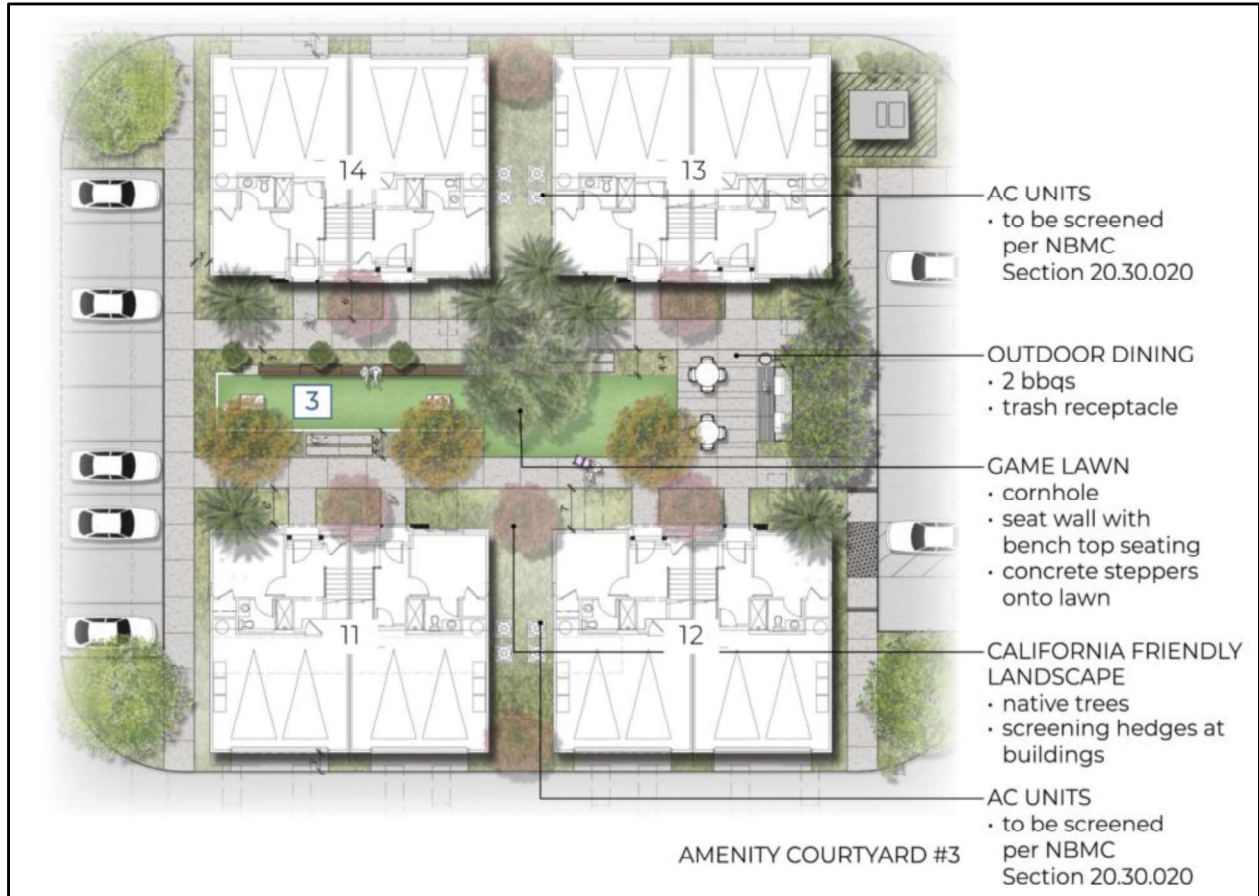 14
13
3
11
12
AC UNITS
• to be screened
per NBMC
Section 20.30.020
OUTDOOR DINING
• 2 bbqs
• trash receptacle
GAME LAWN
• cornhole
• seat wall with
bench top seating
• concrete steppers
onto lawn
CALIFORNIA FRIENDLY
LANDSCAPE
• native trees
• screening hedges at
buildings
AC UNITS
• to be screened
per NBMC
Section 20.30.020
AMENITY COURTYARD #3